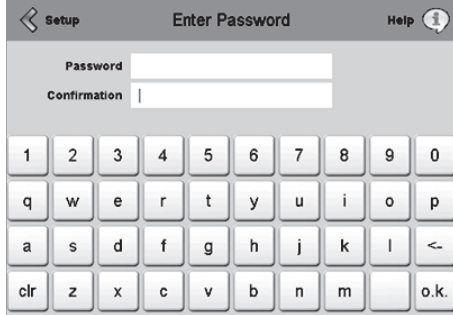 Setup Enter Password Help
Password
Confirmation
1 2 3 4 5 6 7 8 9 0
q w e r t y u i o p
a s d f g h j k l <-
clr z x c v b n m o.k.